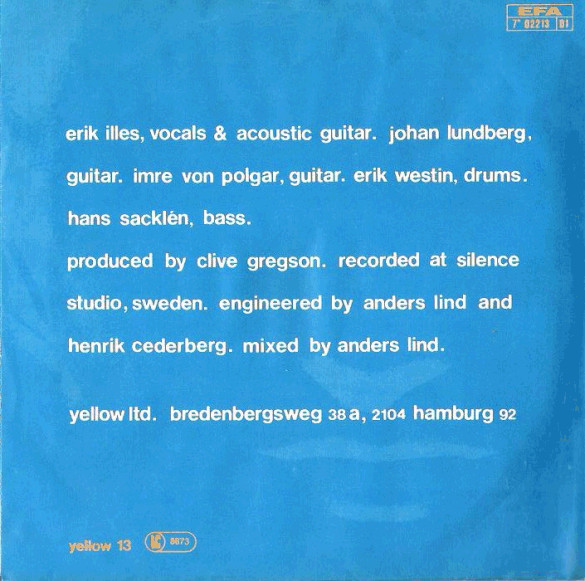 EFA
7" 02213 01
erik illes, vocals & acoustic guitar. johan lundberg,
guitar. imre von polgar, guitar. erik westin, drums.
hans sacklén, bass.
produced by clive gregson. recorded at silence
studio, sweden. engineered by anders lind and
henrik cederberg. mixed by anders lind.
yellow ltd. bredenbergsweg 38 a, 2104 hamburg 92
yellow 13 LC 8873